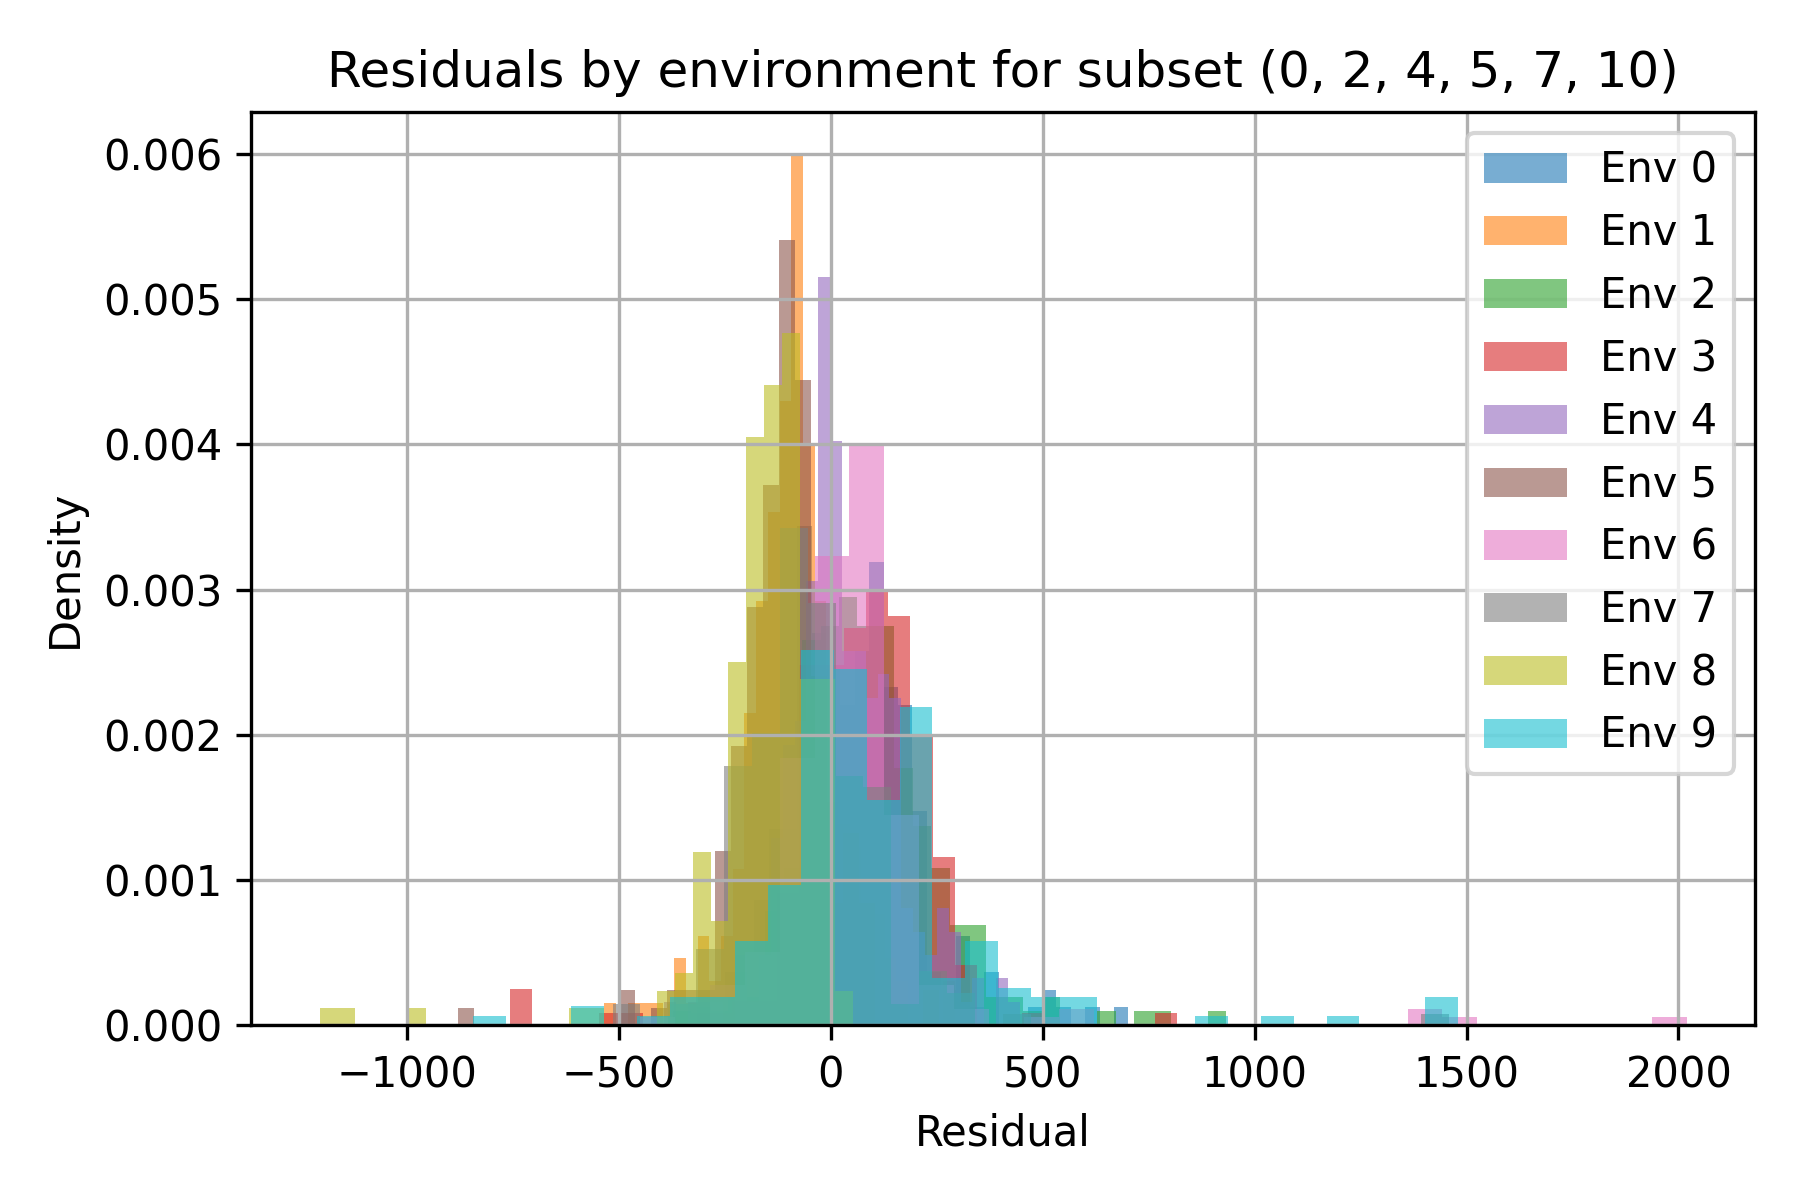 Residuals by environment for subset (0, 2, 4, 5, 7, 10)
0.006
0.005
0.004
0.003
0.002
0.001
0.000
Density
−1000
−500
0
500
1000
1500
2000
Residual
Env 0
Env 1
Env 2
Env 3
Env 4
Env 5
Env 6
Env 7
Env 8
Env 9